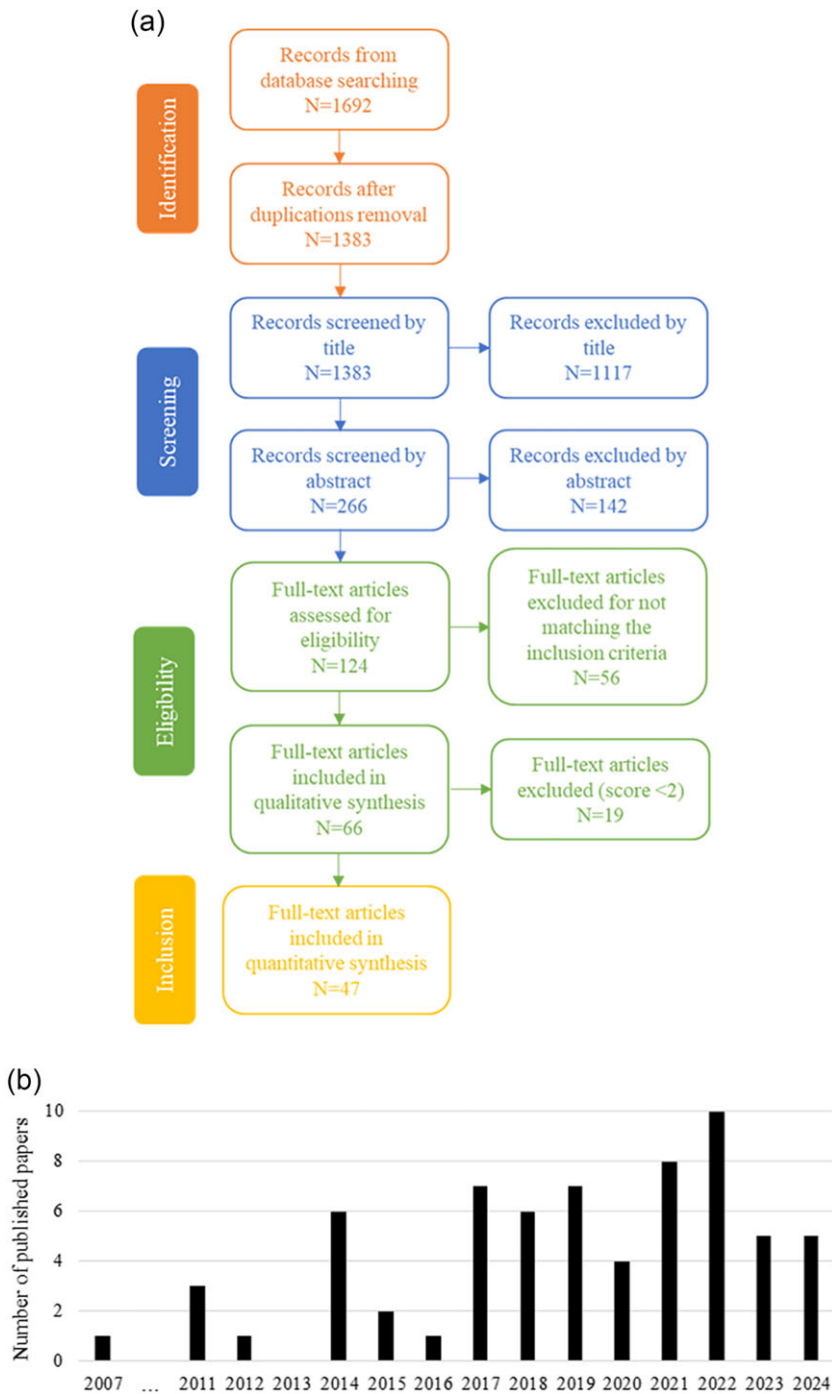 (a)
Identification
Records from
database searching
N=1692
Records after
duplications removal
N=1383
Screening
Records screened by
title
N=1383
Records excluded by
title
N=1117
Records screened by
abstract
N=266
Records excluded by
abstract
N=142
Eligibility
Full-text articles
assessed for
eligibility
N=124
Full-text articles
excluded for not
matching the
inclusion criteria
N=56
Full-text articles
included in
qualitative synthesis
N=66
Full-text articles
excluded (score <2)
N=19
Inclusion
Full-text articles
included in
quantitative synthesis
N=47
(b)
Number of published papers
10
8
6
4
2
0
2007 ... 2011 2012 2013 2014 2015 2016 2017 2018 2019 2020 2021 2022 2023 2024